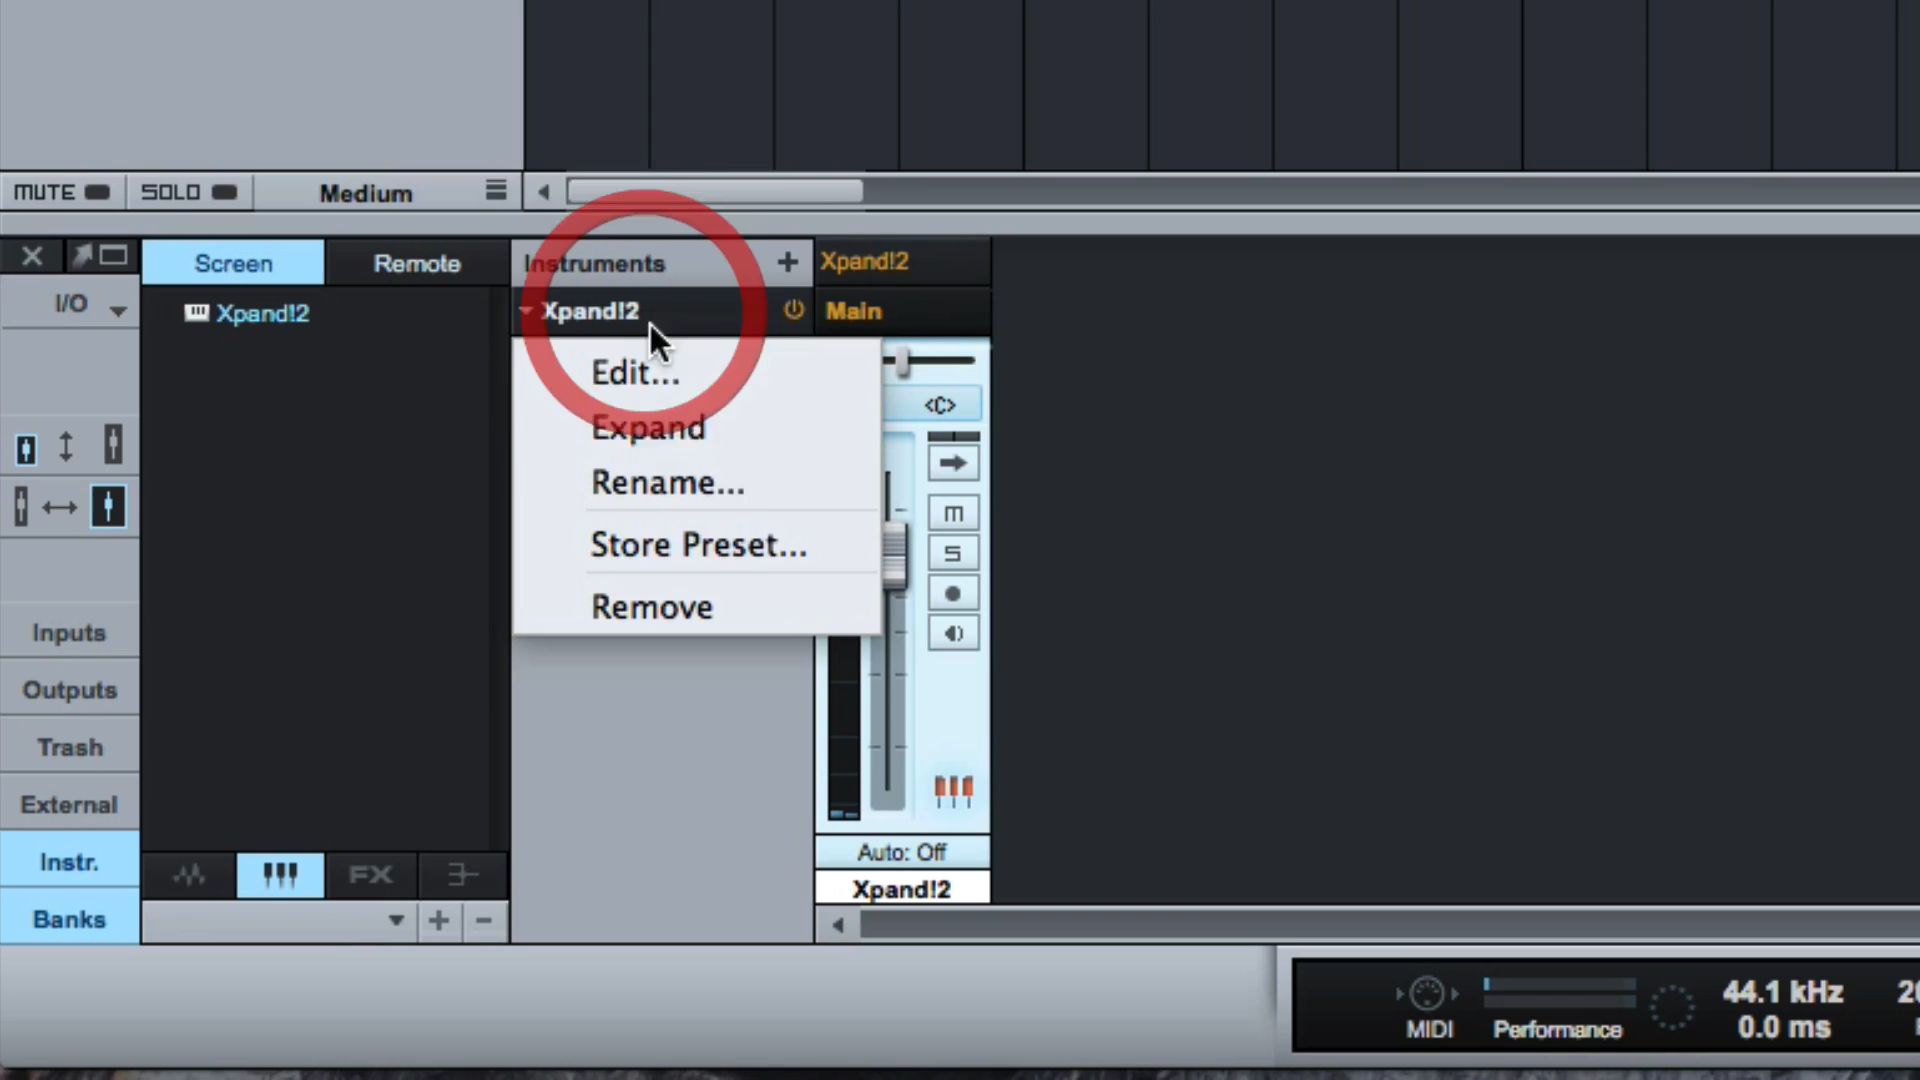 MUTE SOLO Medium
Screen Remote Instruments + Xpand!2
I/O Xpand!2 Xpand!2 Main
Edit...
<C>
Expand
Rename...
M
Store Preset...
S
Remove
Inputs
Outputs
Trash
External
Auto: Off
Instr. FX
Xpand!2
Banks + −
44.1 kHz
MIDI Performance 0.0 ms